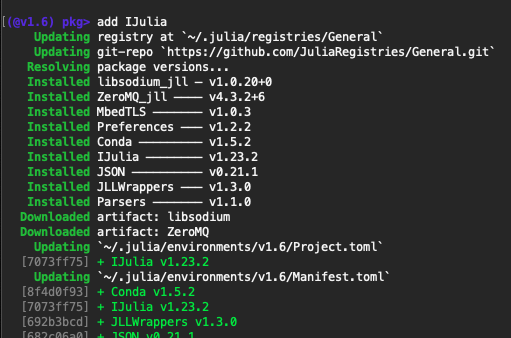 (@v1.6) pkg> add IJulia
Updating registry at `~/.julia/registries/General`
Updating git-repo `https://github.com/JuliaRegistries/General.git`
Resolving package versions...
Installed libsodium_jll ─ v1.0.20+0
Installed ZeroMQ_jll ──── v4.3.2+6
Installed MbedTLS ─────── v1.0.3
Installed Preferences ─── v1.2.2
Installed Conda ───────── v1.5.2
Installed IJulia ──────── v1.23.2
Installed JSON ────────── v0.21.1
Installed JLLWrappers ─── v1.3.0
Installed Parsers ─────── v1.1.0
Downloaded artifact: libsodium
Downloaded artifact: ZeroMQ
Updating `~/.julia/environments/v1.6/Project.toml`
[7073ff75] + IJulia v1.23.2
Updating `~/.julia/environments/v1.6/Manifest.toml`
[8f4d0f93] + Conda v1.5.2
[7073ff75] + IJulia v1.23.2
[692b3bcd] + JLLWrappers v1.3.0
[682c06a0] + JSON v0.21.1